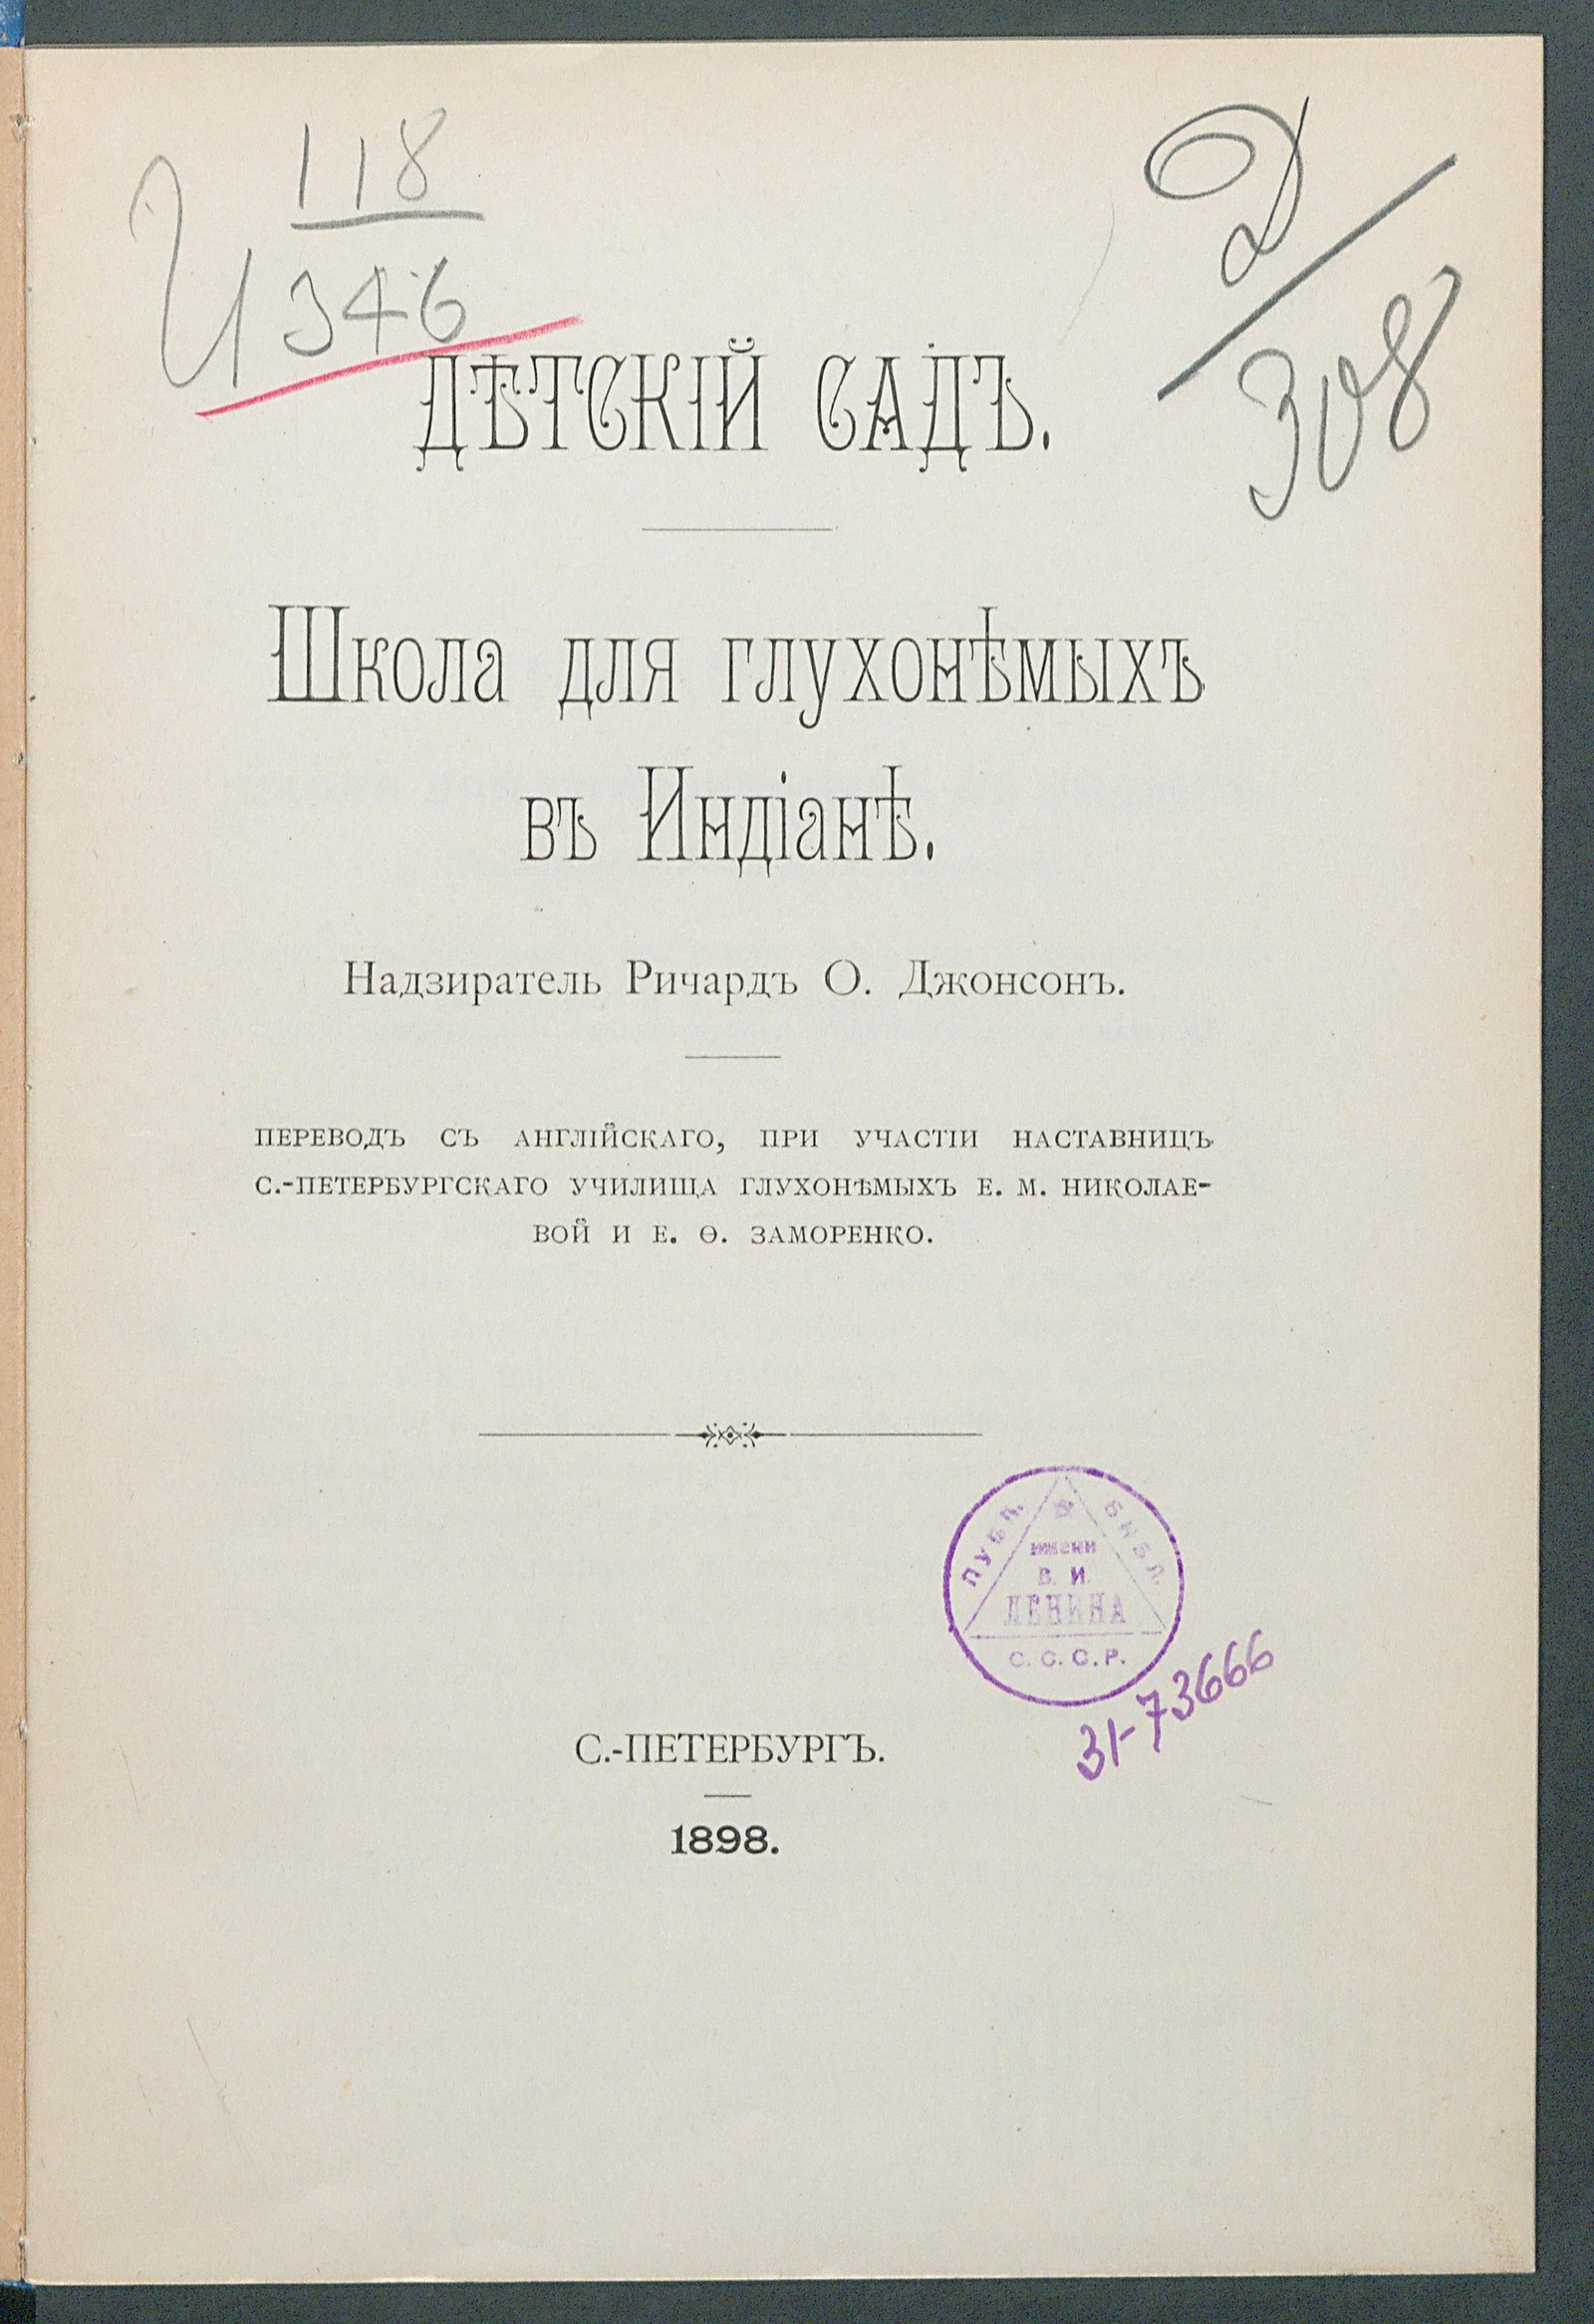 И 118
346
Д
308
ДѢТСКІЙ САДЪ.
Школа для глухонѣмыхъ
въ Индіанѣ.
Надзиратель Ричардъ О. Джонсонъ.
ПЕРЕВОДЪ СЪ АНГЛІЙСКАГО, ПРИ УЧАСТІИ НАСТАВНИЦЪ
С.-ПЕТЕРБУРГСКАГО УЧИЛИЩА ГЛУХОНѢМЫХЪ Е. М. НИКОЛАЕ-
ВОЙ И Е. Ѳ. ЗАМОРЕНКО.
ПУБЛ. БИБЛ.
имени
В. И.
ЛЕНИНА
С. С. С. Р.
31-73666
С.-ПЕТЕРБУРГЪ.
1898.